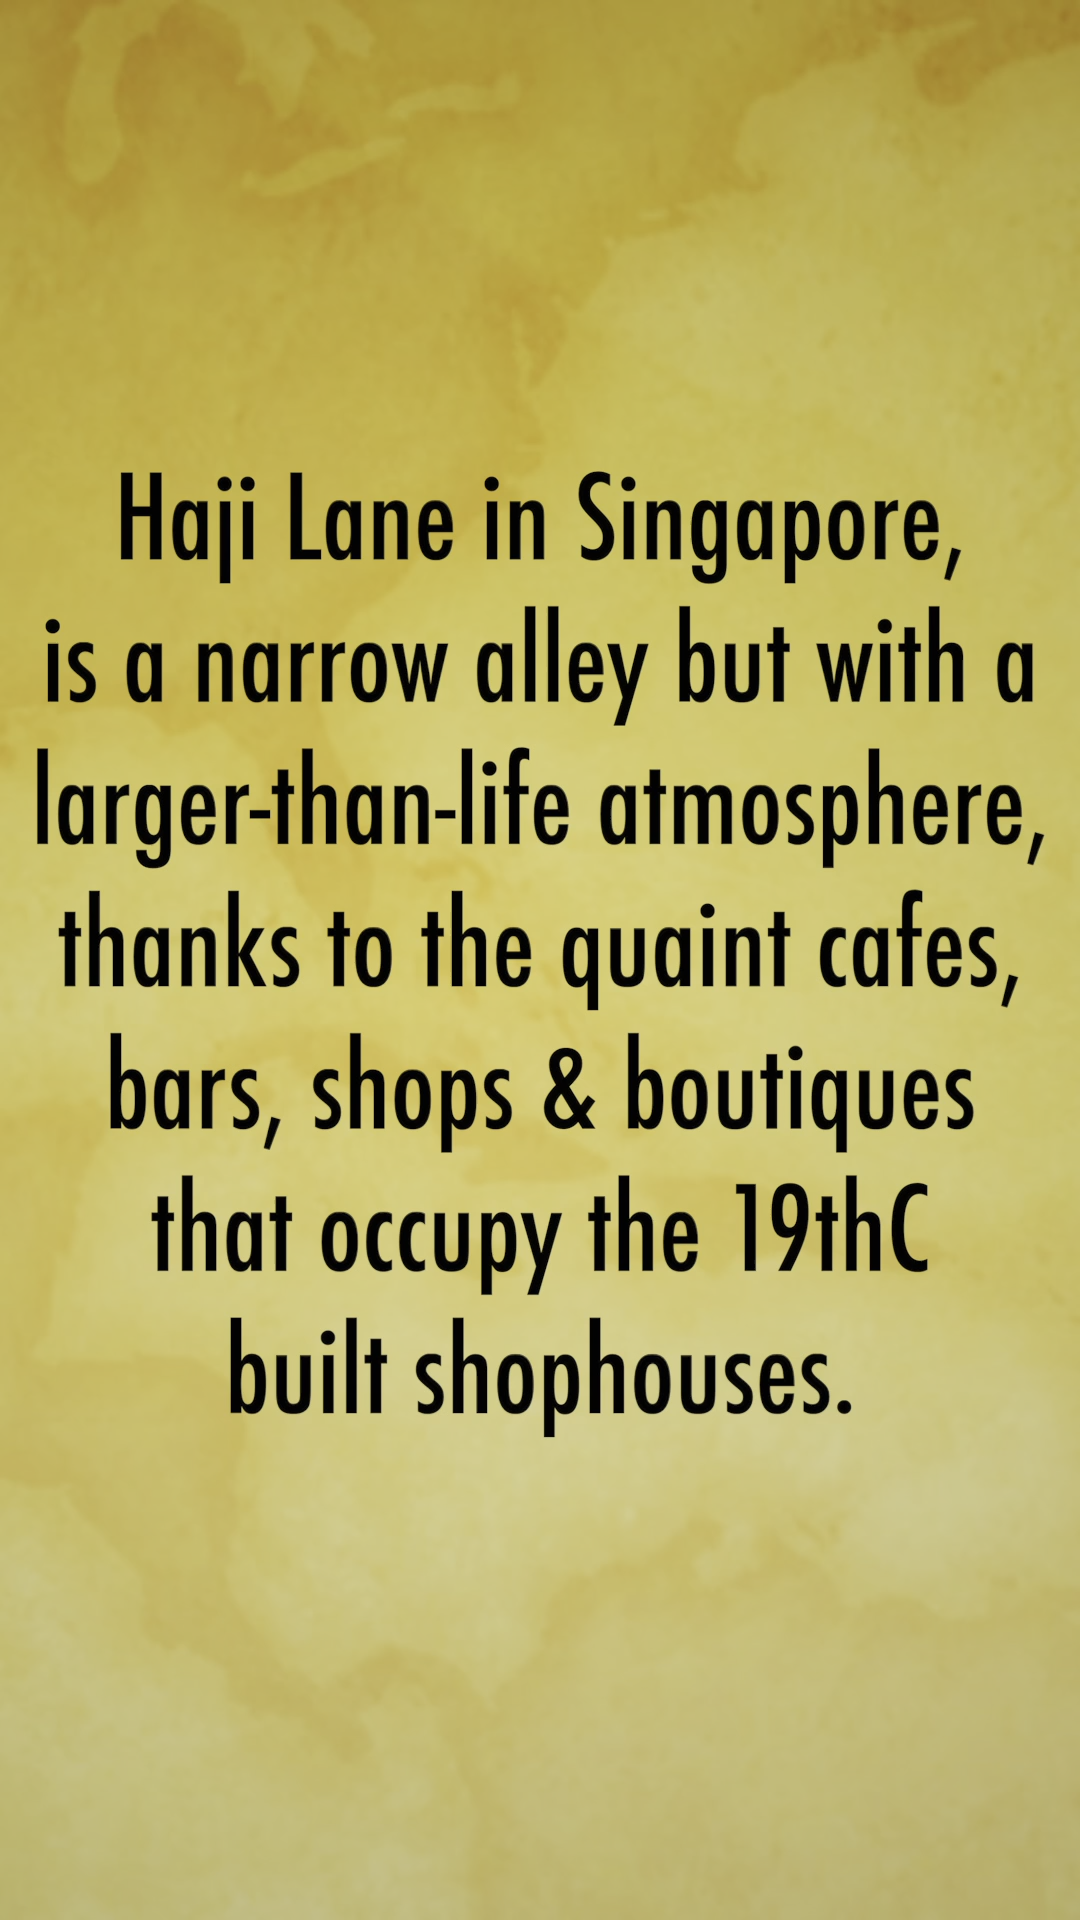 Haji Lane in Singapore,
is a narrow alley but with a
larger-than-life atmosphere,
thanks to the quaint cafes,
bars, shops & boutiques
that occupy the 19thC
built shophouses.